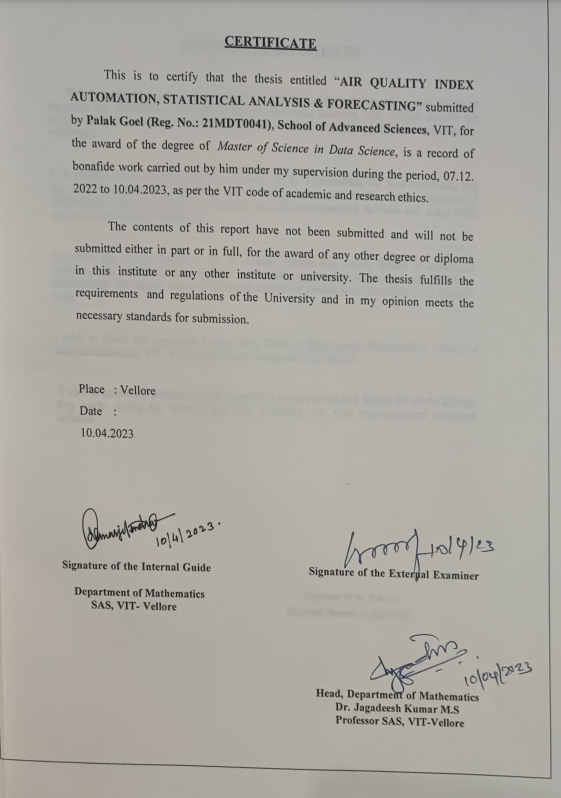 CERTIFICATE
This is to certify that the thesis entitled “AIR QUALITY INDEX
AUTOMATION, STATISTICAL ANALYSIS & FORECASTING” submitted
by Palak Goel (Reg. No.: 21MDT0041), School of Advanced Sciences, VIT, for
the award of the degree of Master of Science in Data Science, is a record of
bonafide work carried out by him under my supervision during the period, 07.12.
2022 to 10.04.2023, as per the VIT code of academic and research ethics.
The contents of this report have not been submitted and will not be
submitted either in part or in full, for the award of any other degree or diploma
in this institute or any other institute or university. The thesis fulfills the
requirements and regulations of the University and in my opinion meets the
necessary standards for submission.
Place : Vellore
Date :
10.04.2023
10/4/2023.
Signature of the Internal Guide
Department of Mathematics
SAS, VIT- Vellore
10/4/23
Signature of the External Examiner
10/04/2023
Head, Department of Mathematics
Dr. Jagadeesh Kumar M.S
Professor SAS, VIT-Vellore